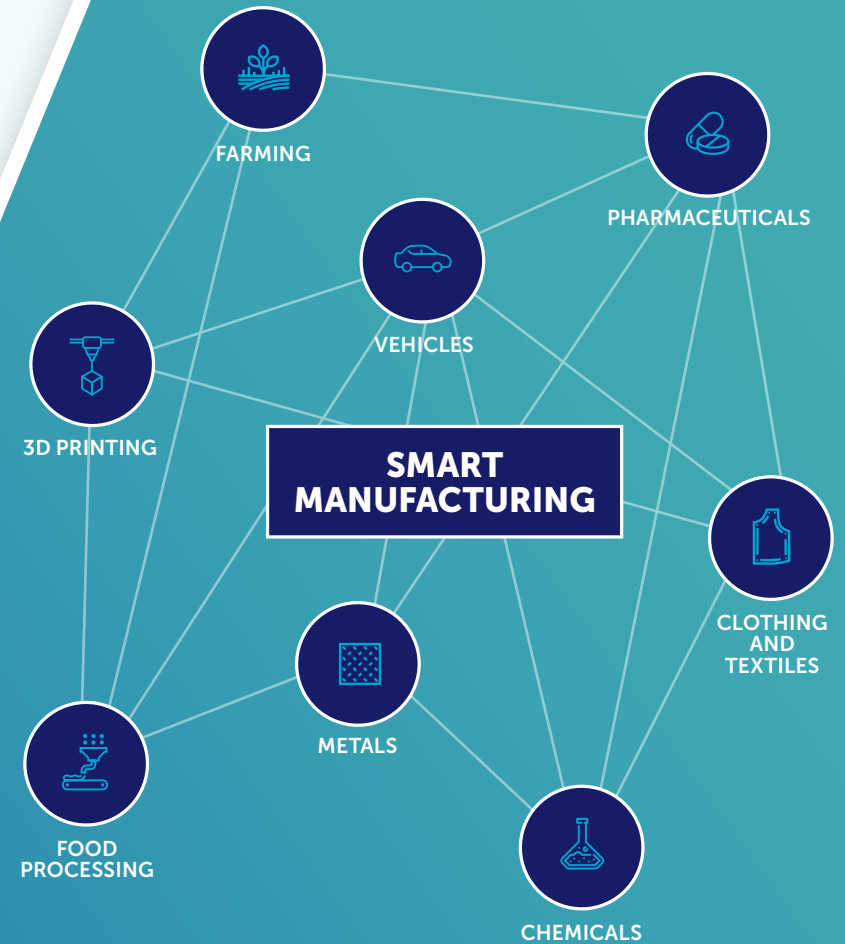 FARMING
PHARMACEUTICALS
VEHICLES
3D PRINTING
SMART
MANUFACTURING
CLOTHING
AND
TEXTILES
METALS
FOOD
PROCESSING
CHEMICALS